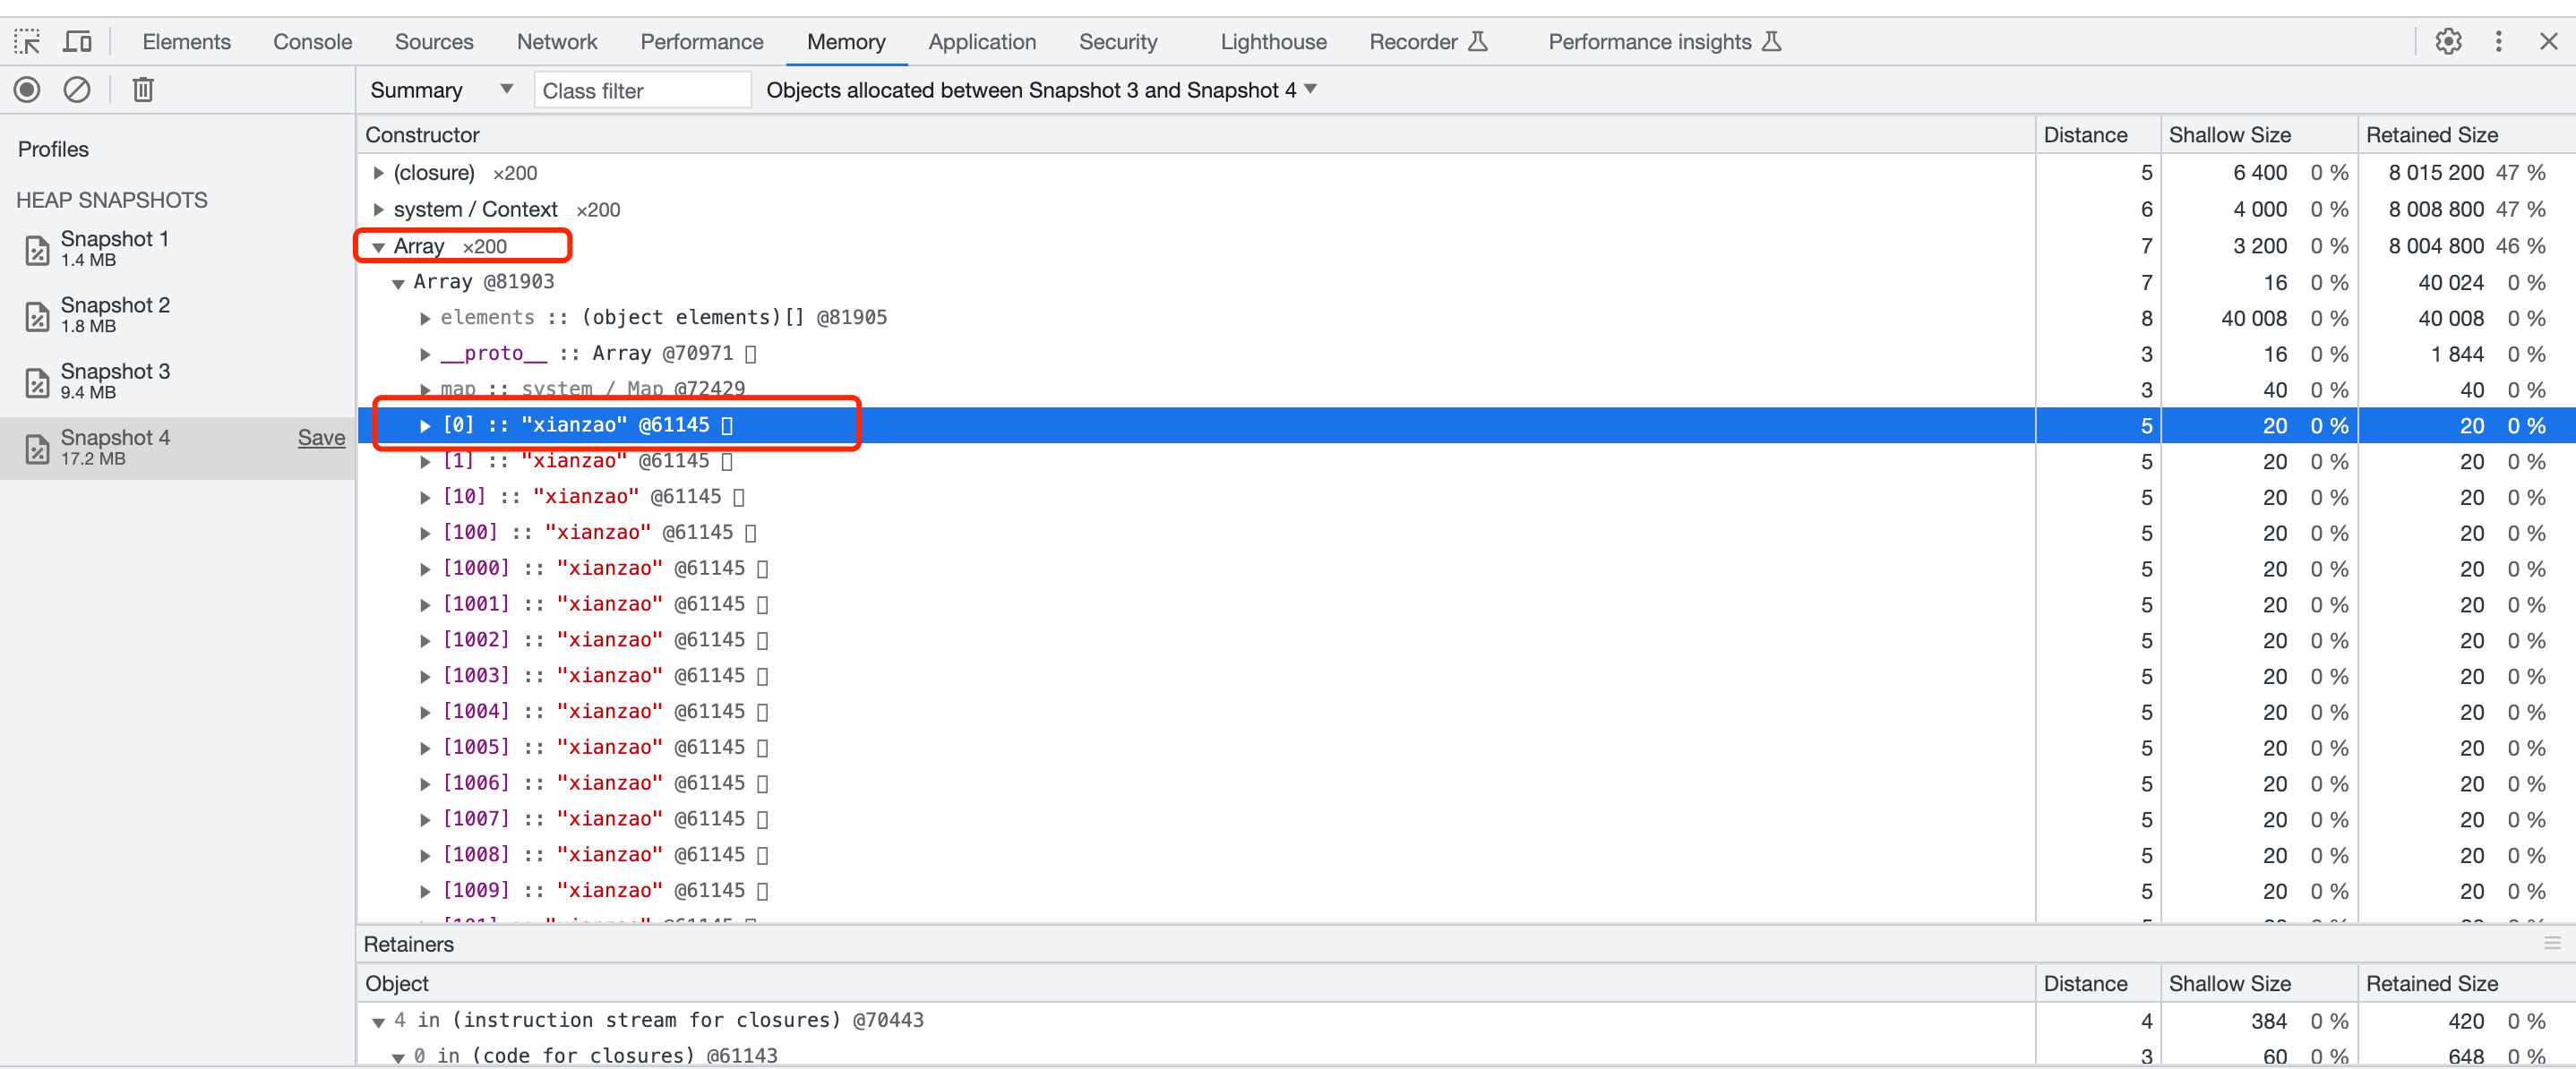 Elements Console Sources Network Performance Memory Application Security Lighthouse Recorder Performance insights
Summary Class filter Objects allocated between Snapshot 3 and Snapshot 4
Profiles
HEAP SNAPSHOTS
Snapshot 1
1.4 MB
Snapshot 2
1.8 MB
Snapshot 3
9.4 MB
Snapshot 4 Save
17.2 MB
Constructor Distance Shallow Size Retained Size
(closure) ×200 5 6 400 0 % 8 015 200 47 %
system / Context ×200 6 4 000 0 % 8 008 800 47 %
Array ×200 7 3 200 0 % 8 004 800 46 %
Array @81903 7 16 0 % 40 024 0 %
elements :: (object elements)[] @81905 8 40 008 0 % 40 008 0 %
__proto__ :: Array @70971 3 16 0 % 1 844 0 %
map :: system / Map @72429 3 40 0 % 40 0 %
[0] :: "xianzao" @61145 5 20 0 % 20 0 %
[1] :: "xianzao" @61145 5 20 0 % 20 0 %
[10] :: "xianzao" @61145 5 20 0 % 20 0 %
[100] :: "xianzao" @61145 5 20 0 % 20 0 %
[1000] :: "xianzao" @61145 5 20 0 % 20 0 %
[1001] :: "xianzao" @61145 5 20 0 % 20 0 %
[1002] :: "xianzao" @61145 5 20 0 % 20 0 %
[1003] :: "xianzao" @61145 5 20 0 % 20 0 %
[1004] :: "xianzao" @61145 5 20 0 % 20 0 %
[1005] :: "xianzao" @61145 5 20 0 % 20 0 %
[1006] :: "xianzao" @61145 5 20 0 % 20 0 %
[1007] :: "xianzao" @61145 5 20 0 % 20 0 %
[1008] :: "xianzao" @61145 5 20 0 % 20 0 %
[1009] :: "xianzao" @61145 5 20 0 % 20 0 %
Retainers
Object Distance Shallow Size Retained Size
4 in (instruction stream for closures) @70443 4 384 0 % 420 0 %
0 in (code for closures) @61143 3 60 0 % 648 0 %